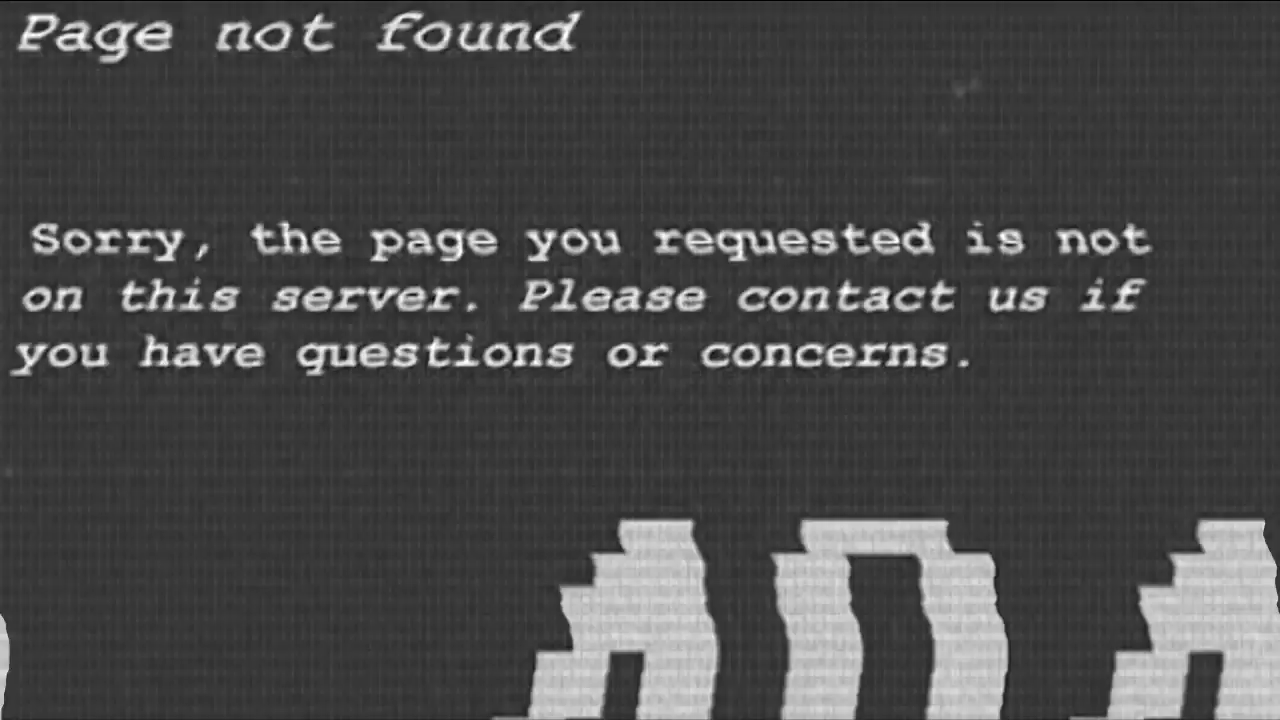 Page not found
Sorry, the page you requested is not
on this server. Please contact us if
you have questions or concerns.
404